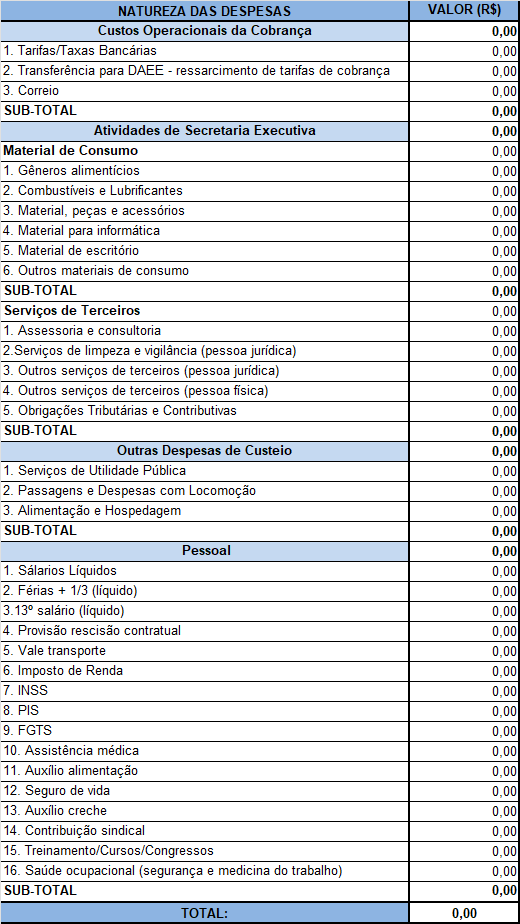 NATUREZA DAS DESPESAS VALOR (R$)
Custos Operacionais da Cobrança 0,00
1. Tarifas/Taxas Bancárias 0,00
2. Transferência para DAEE - ressarcimento de tarifas de cobrança 0,00
3. Correio 0,00
SUB-TOTAL 0,00
Atividades de Secretaria Executiva 0,00
Material de Consumo 0,00
1. Gêneros alimentícios 0,00
2. Combustíveis e Lubrificantes 0,00
3. Material, peças e acessórios 0,00
4. Material para informática 0,00
5. Material de escritório 0,00
6. Outros materiais de consumo 0,00
SUB-TOTAL 0,00
Serviços de Terceiros 0,00
1. Assessoria e consultoria 0,00
2.Serviços de limpeza e vigilância (pessoa jurídica) 0,00
3. Outros serviços de terceiros (pessoa jurídica) 0,00
4. Outros serviços de terceiros (pessoa física) 0,00
5. Obrigações Tributárias e Contributivas 0,00
SUB-TOTAL 0,00
Outras Despesas de Custeio 0,00
1. Serviços de Utilidade Pública 0,00
2. Passagens e Despesas com Locomoção 0,00
3. Alimentação e Hospedagem 0,00
SUB-TOTAL 0,00
Pessoal 0,00
1. Sálarios Líquidos 0,00
2. Férias + 1/3 (líquido) 0,00
3.13º salário (líquido) 0,00
4. Provisão rescisão contratual 0,00
5. Vale transporte 0,00
6. Imposto de Renda 0,00
7. INSS 0,00
8. PIS 0,00
9. FGTS 0,00
10. Assistência médica 0,00
11. Auxílio alimentação 0,00
12. Seguro de vida 0,00
13. Auxílio creche 0,00
14. Contribuição sindical 0,00
15. Treinamento/Cursos/Congressos 0,00
16. Saúde ocupacional (segurança e medicina do trabalho) 0,00
SUB-TOTAL 0,00
TOTAL: 0,00